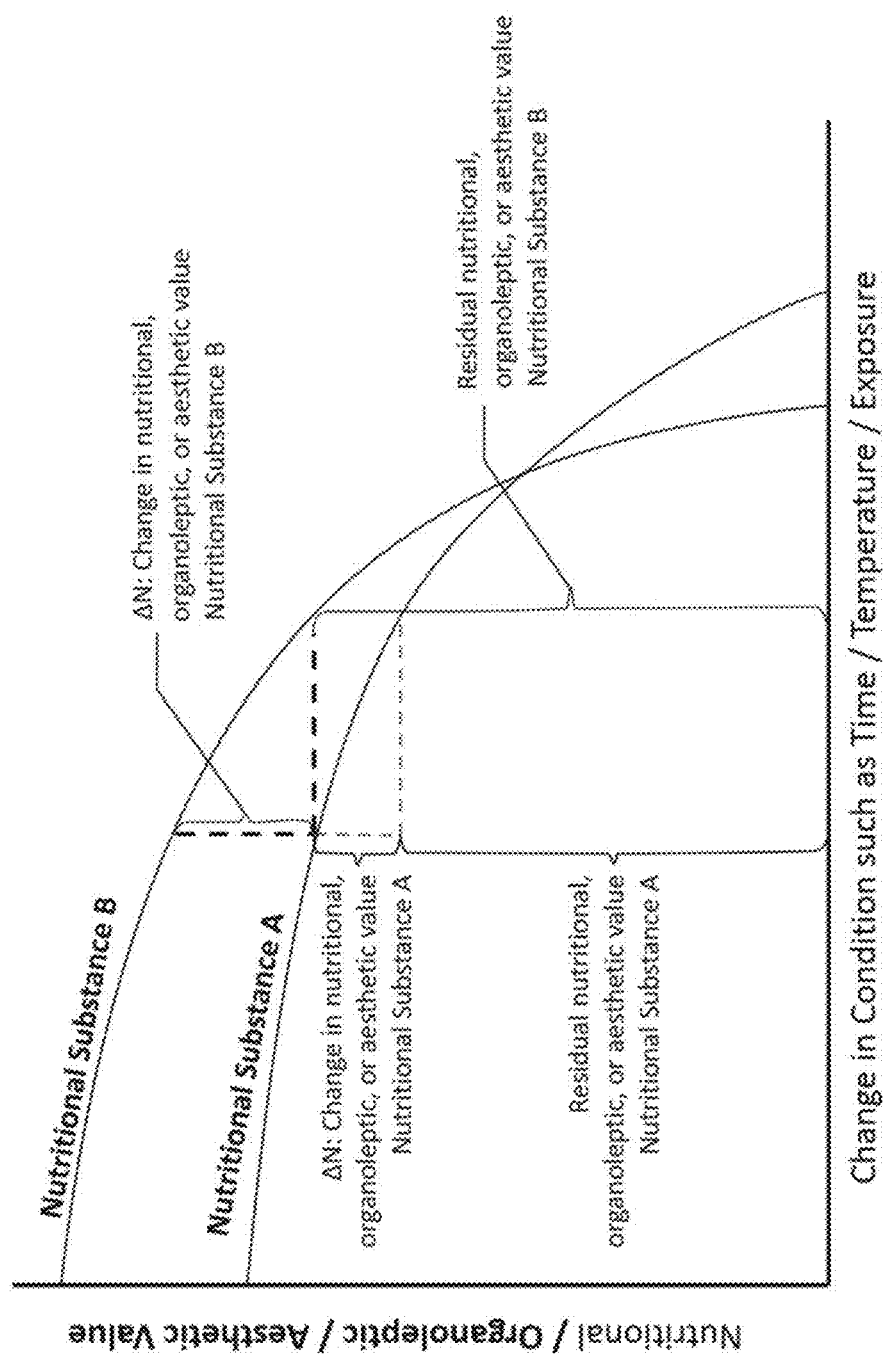 Nutritional Substance B
Nutritional Substance A
ΔN: Change in nutritional,
organoleptic, or aesthetic value
Nutritional Substance B
Residual nutritional,
organoleptic, or aesthetic value
Nutritional Substance B
ΔN: Change in nutritional,
organoleptic, or aesthetic value
Nutritional Substance A
Residual nutritional,
organoleptic, or aesthetic value
Nutritional Substance A
Nutritional / Organoleptic / Aesthetic Value
Change in Condition such as Time / Temperature / Exposure